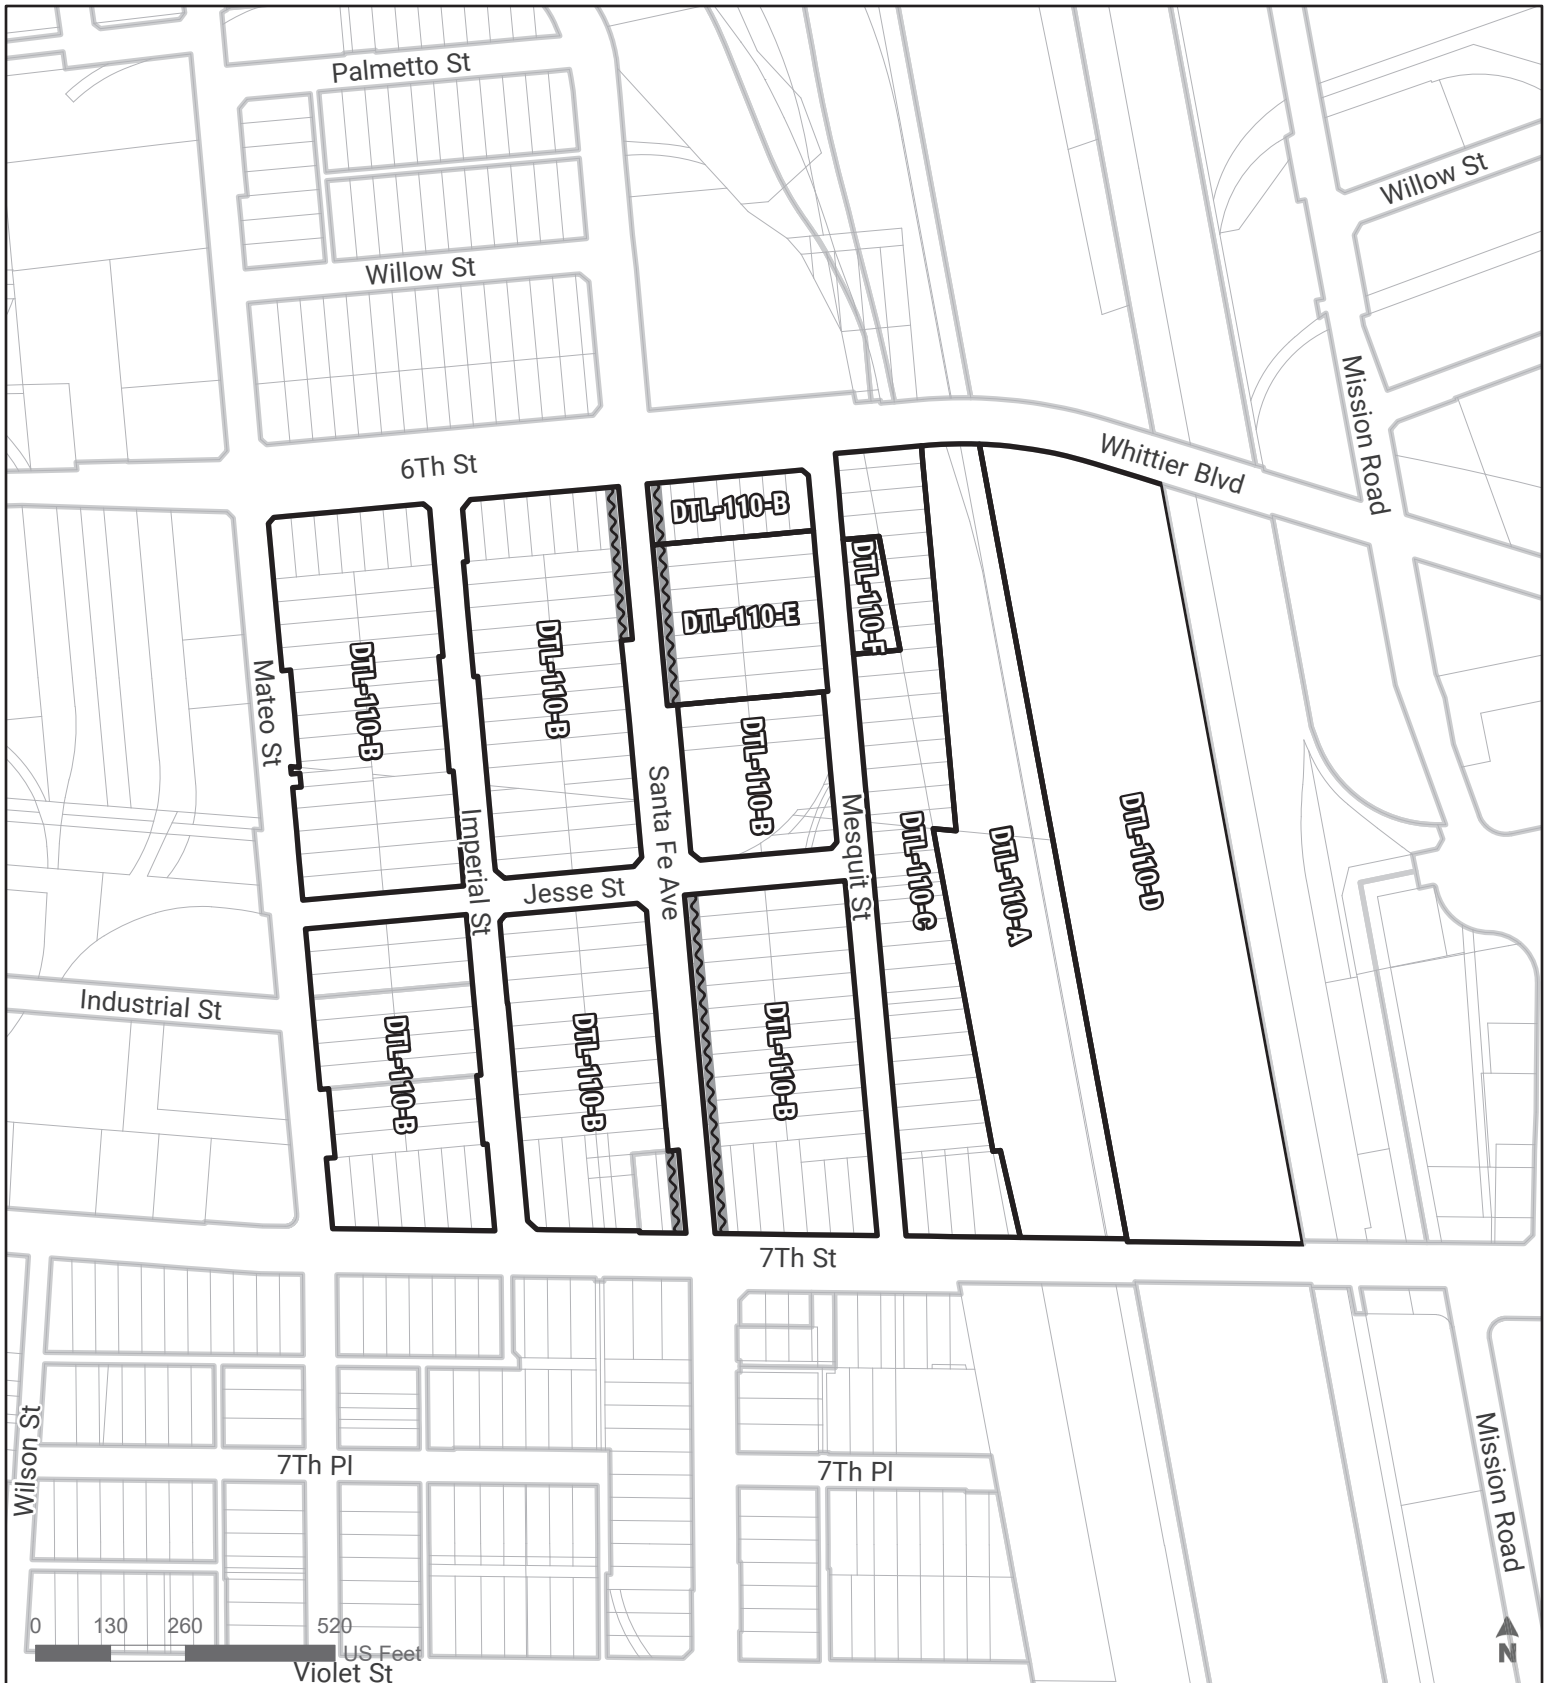 Palmetto St
Willow St
Willow St
Mission Road
Whittier Blvd
6Th St
DTL-110-B
DTL-110-E
DTL-110-F
DTL-110-B
DTL-110-B
DTL-110-B
Mateo St
Imperial St
Santa Fe Ave
Mesquit St
DTL-110-C
DTL-110-A
DTL-110-D
Jesse St
Industrial St
DTL-110-B
DTL-110-B
DTL-110-B
7Th St
Wilson St
7Th Pl
7Th Pl
Mission Road
0 130 260 520
US Feet
Violet St
N